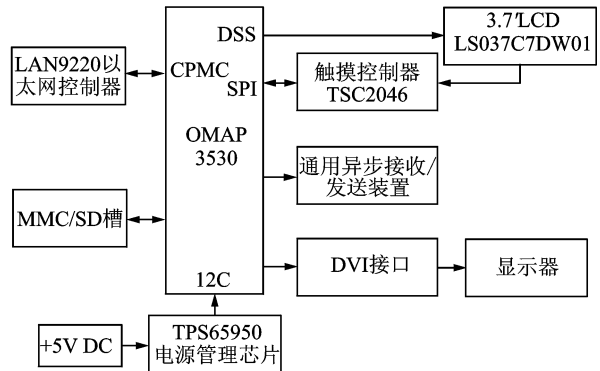 DSS
3.7'LCD
LS037C7DW01
LAN9220以
太网控制器
CPMC
SPI
触摸控制器
TSC2046
OMAP
3530
通用异步接收/
发送装置
MMC/SD槽
DVI接口
显示器
12C
+5V DC
TPS65950
电源管理芯片